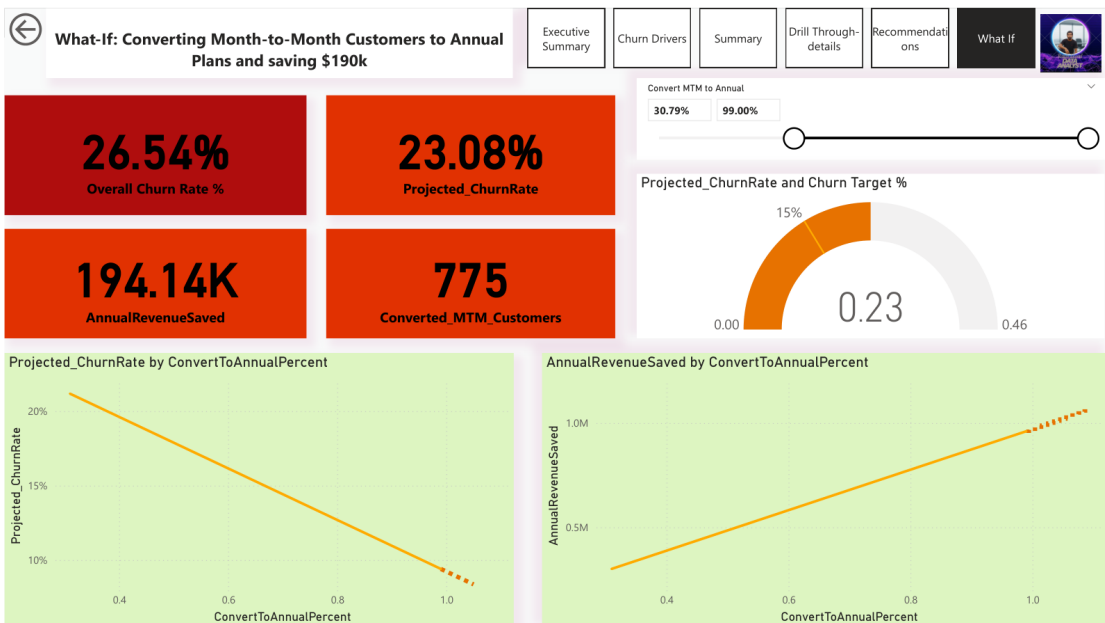 What-If: Converting Month-to-Month Customers to Annual
Plans and saving $190k
Executive
Summary
Churn Drivers
Summary
Drill Through-
details
Recommendati
ons
What If
DATA
ANALYST
Convert MTM to Annual
30.79%
99.00%
26.54%
Overall Churn Rate %
23.08%
Projected_ChurnRate
194.14K
AnnualRevenueSaved
775
Converted_MTM_Customers
Projected_ChurnRate and Churn Target %
15%
0.23
0.00
0.46
Projected_ChurnRate by ConvertToAnnualPercent
Projected_ChurnRate
20%
15%
10%
0.4
0.6
0.8
1.0
ConvertToAnnualPercent
AnnualRevenueSaved by ConvertToAnnualPercent
AnnualRevenueSaved
1.0M
0.5M
0.4
0.6
0.8
1.0
ConvertToAnnualPercent